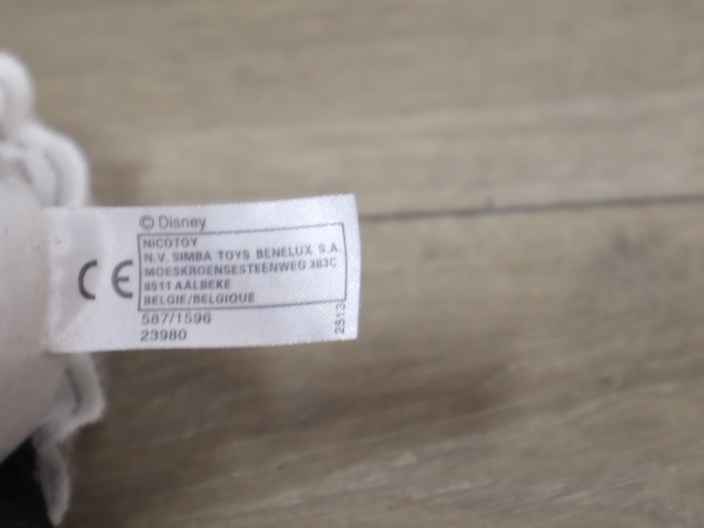 © Disney
NICOTOY
N.V. SIMBA TOYS BENELUX S.A.
MOESKROENSESTEENWEG 383C
8511 AALBEKE
BELGIE/BELGIQUE
587/1596
23980
2513
CE